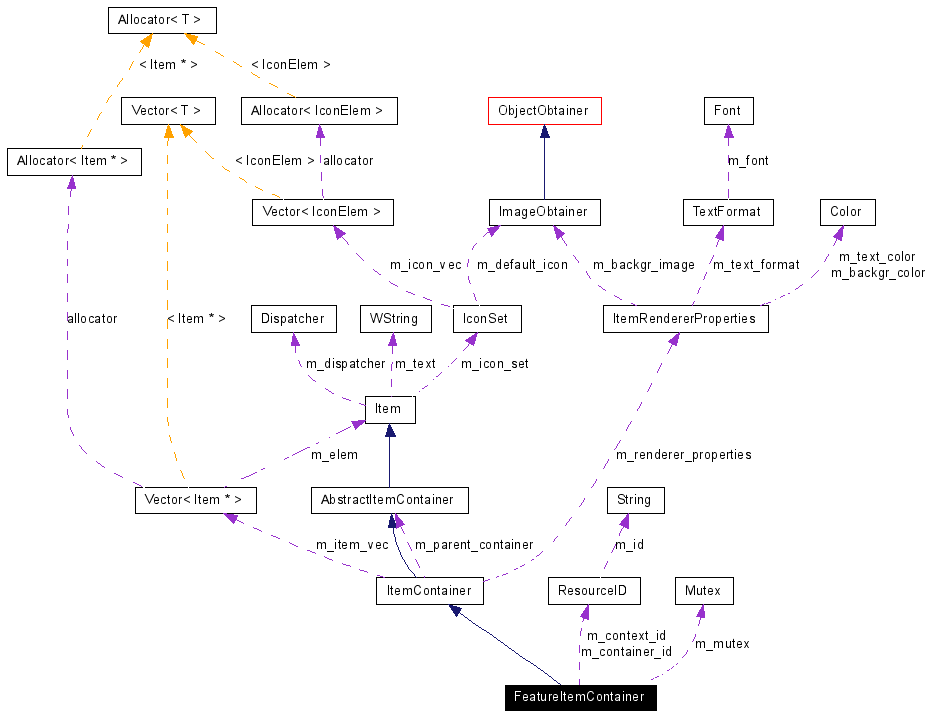 Allocator< T >
< Item * >
< IconElem >
Vector< T >
Allocator< IconElem >
ObjectObtainer
Font
Allocator< Item * >
< IconElem >
allocator
m_font
Vector< IconElem >
ImageObtainer
TextFormat
Color
m_icon_vec
m_default_icon
m_backgr_image
m_text_format
m_text_color
m_backgr_color
allocator
< Item * >
Dispatcher
WString
IconSet
ItemRendererProperties
m_dispatcher
m_text
m_icon_set
Item
m_elem
m_renderer_properties
Vector< Item * >
AbstractItemContainer
String
m_item_vec
m_parent_container
m_id
ItemContainer
ResourceID
Mutex
m_context_id
m_container_id
m_mutex
FeatureItemContainer